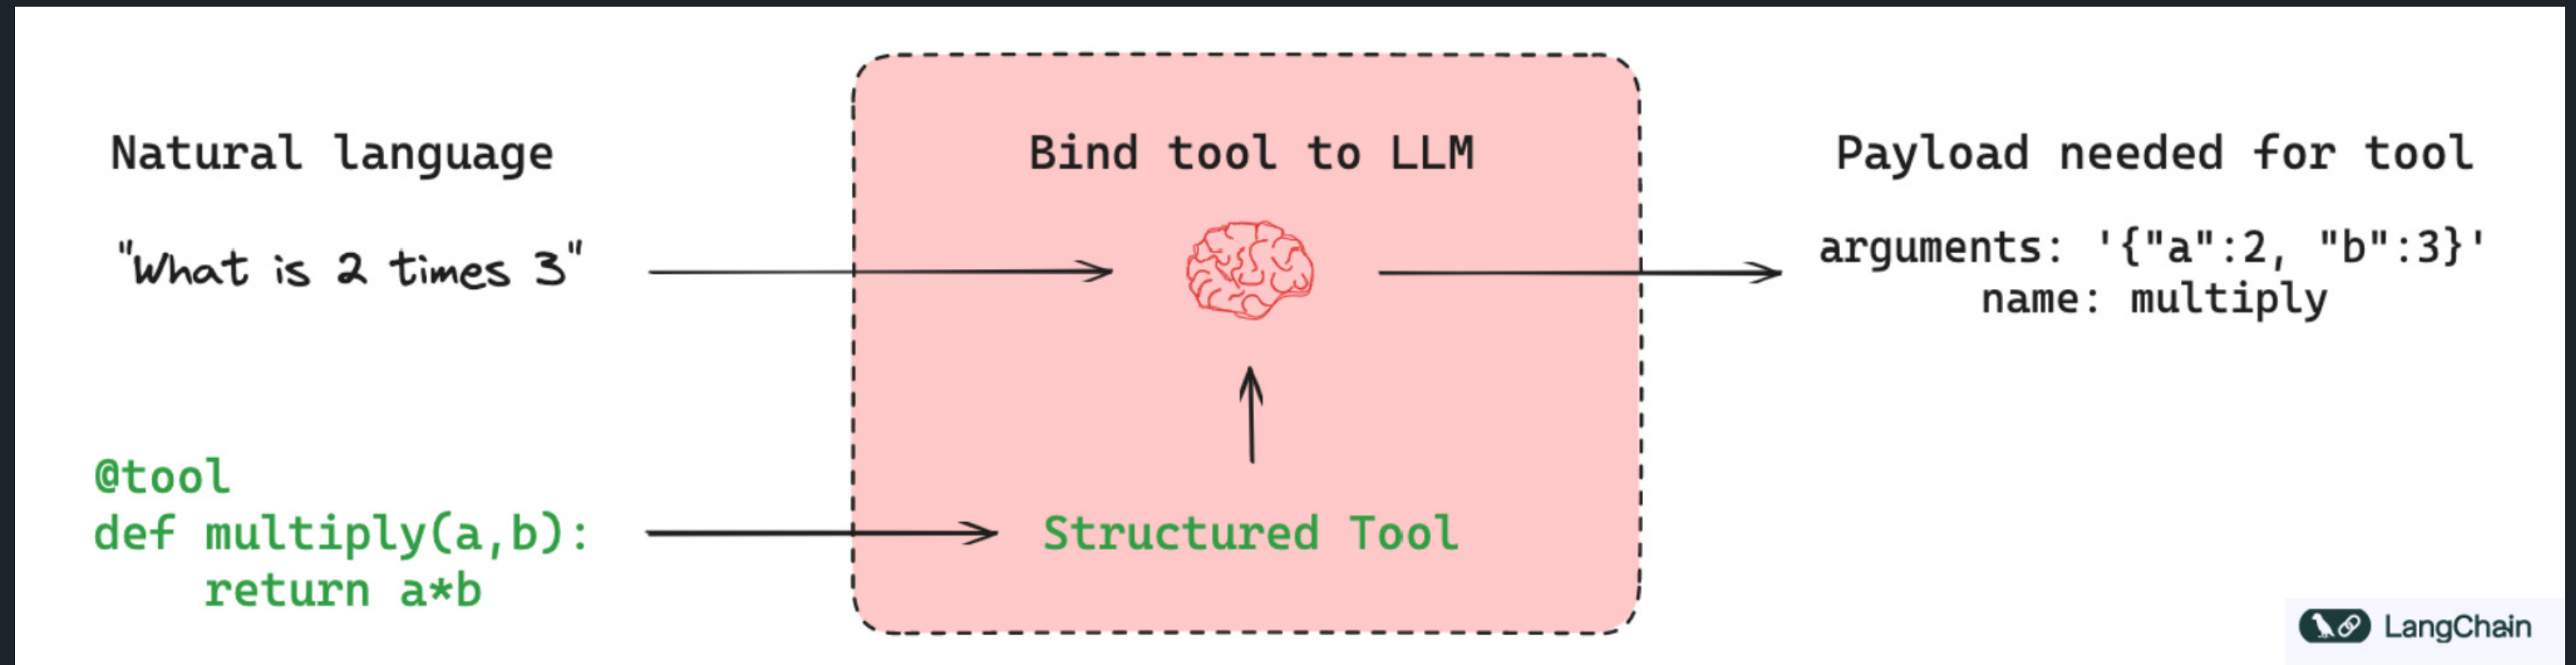 Natural language
"What is 2 times 3"
@tool
def multiply(a,b):
    return a*b
Bind tool to LLM
Structured Tool
Payload needed for tool
arguments: '{"a":2, "b":3}'
name: multiply
LangChain